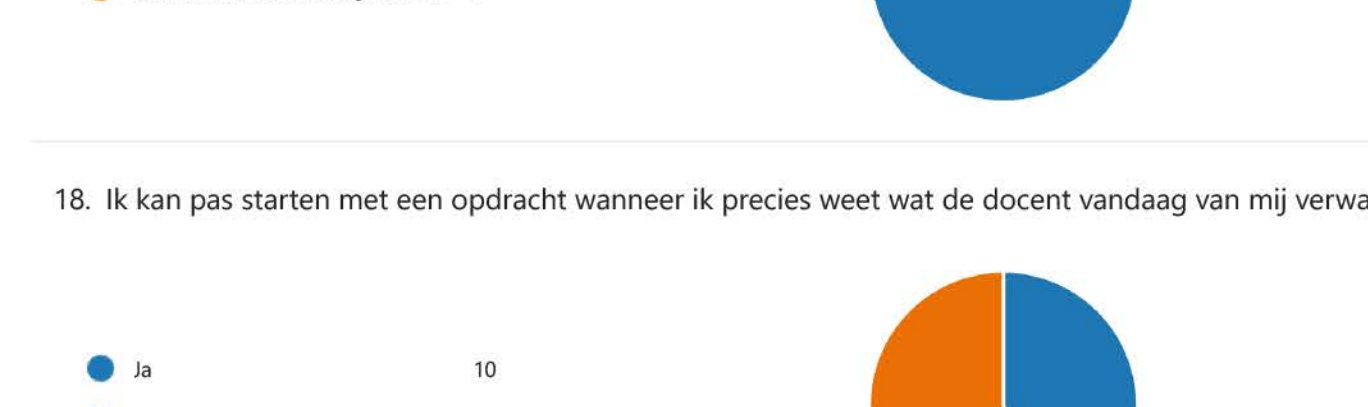 18. Ik kan pas starten met een opdracht wanneer ik precies weet wat de docent vandaag van mij
Ja 10